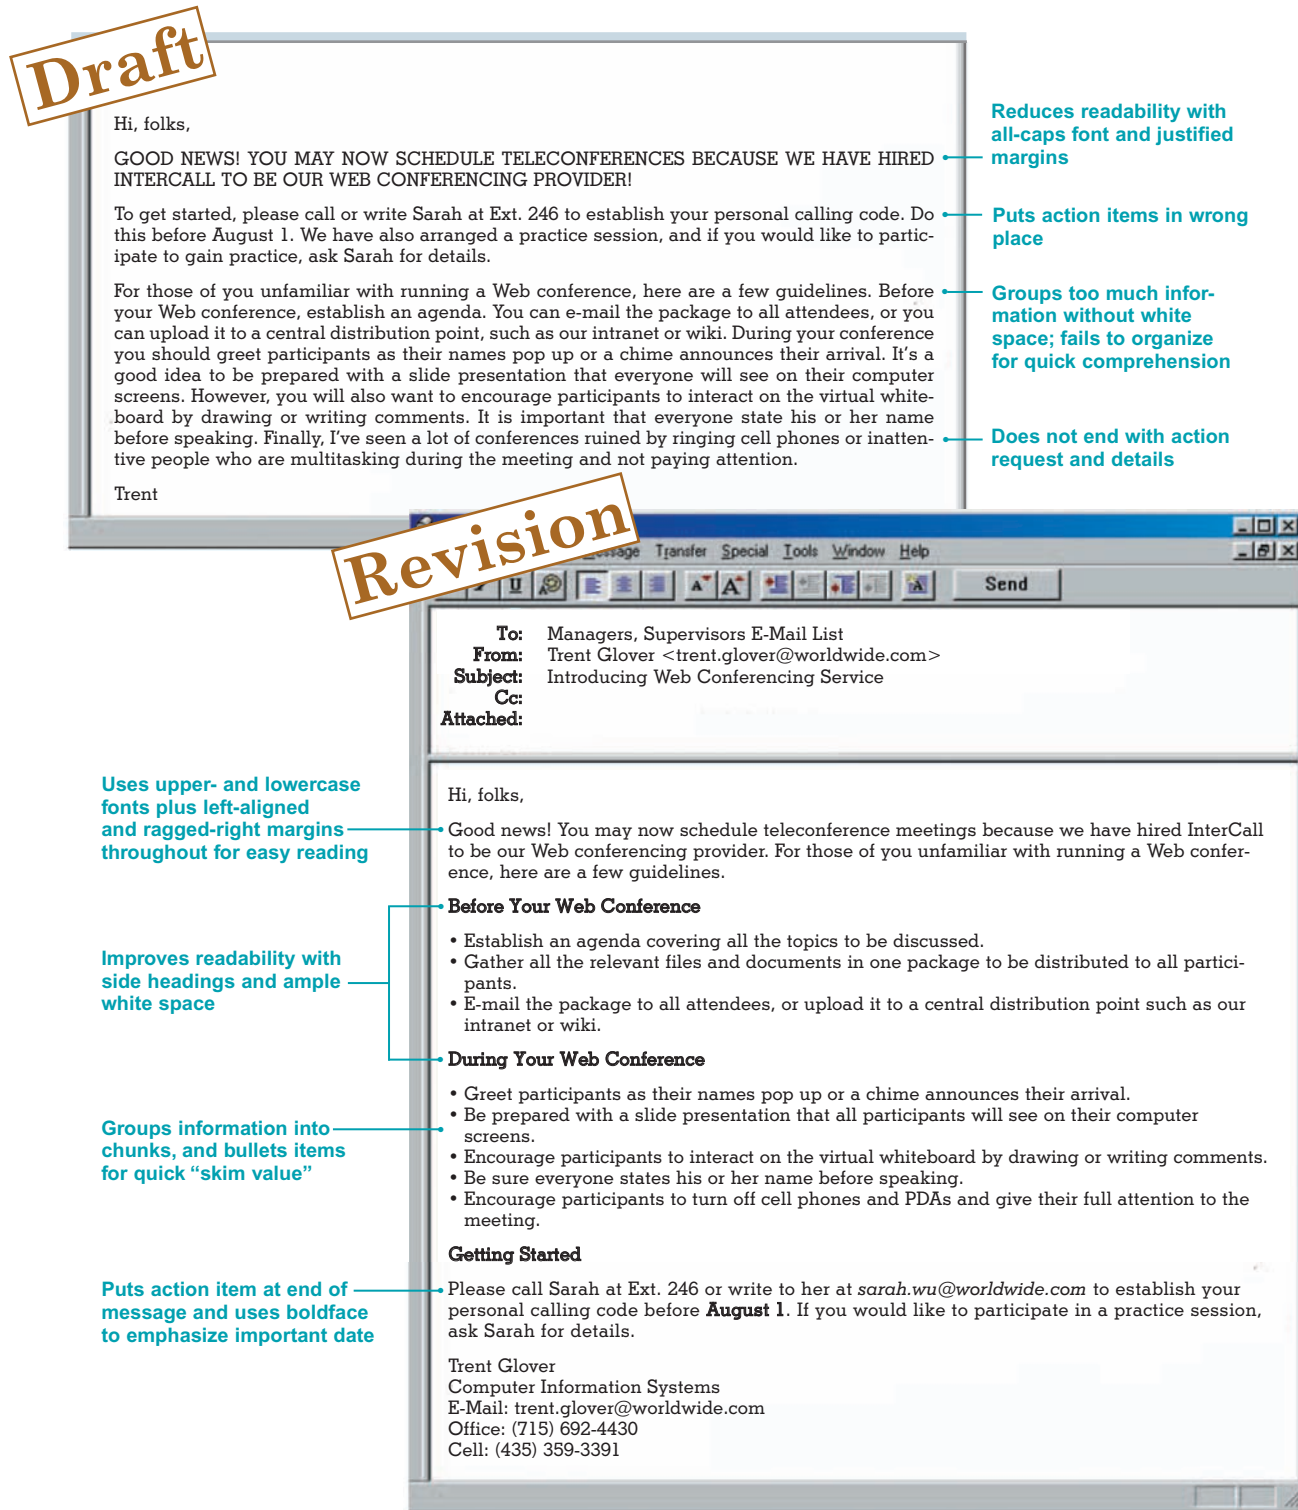 Draft
Hi, folks,
GOOD NEWS! YOU MAY NOW SCHEDULE TELECONFERENCES BECAUSE WE HAVE HIRED
INTERCALL TO BE OUR WEB CONFERENCING PROVIDER!
To get started, please call or write Sarah at Ext. 246 to establish your personal calling code. Do
this before August 1. We have also arranged a practice session, and if you would like to partic-
ipate to gain practice, ask Sarah for details.
For those of you unfamiliar with running a Web conference, here are a few guidelines. Before
your Web conference, establish an agenda. You can e-mail the package to all attendees, or you
can upload it to a central distribution point, such as our intranet or wiki. During your conference
you should greet participants as their names pop up or a chime announces their arrival. It's a
good idea to be prepared with a slide presentation that everyone will see on their computer
screens. However, you will also want to encourage participants to interact on the virtual white-
board by drawing or writing comments. It is important that everyone state his or her name
before speaking. Finally, I've seen a lot of conferences ruined by ringing cell phones or inatten-
tive people who are multitasking during the meeting and not paying attention.
Trent
Reduces readability with
all-caps font and justified
margins
Puts action items in wrong
place
Groups too much infor-
mation without white
space; fails to organize
for quick comprehension
Does not end with action
request and details
Revision
Transfer Special Tools Window Help
U A A A A Send
To: Managers, Supervisors E-Mail List
From: Trent Glover <trent.glover@worldwide.com>
Subject: Introducing Web Conferencing Service
Cc:
Attached:
Hi, folks,
Good news! You may now schedule teleconference meetings because we have hired InterCall
to be our Web conferencing provider. For those of you unfamiliar with running a Web confer-
ence, here are a few guidelines.
Before Your Web Conference
• Establish an agenda covering all the topics to be discussed.
• Gather all the relevant files and documents in one package to be distributed to all partici-
pants.
• E-mail the package to all attendees, or upload it to a central distribution point such as our
intranet or wiki.
During Your Web Conference
• Greet participants as their names pop up or a chime announces their arrival.
• Be prepared with a slide presentation that all participants will see on their computer
screens.
• Encourage participants to interact on the virtual whiteboard by drawing or writing comments.
• Be sure everyone states his or her name before speaking.
• Encourage participants to turn off cell phones and PDAs and give their full attention to the
meeting.
Getting Started
Please call Sarah at Ext. 246 or write to her at sarah.wu@worldwide.com to establish your
personal calling code before August 1. If you would like to participate in a practice session,
ask Sarah for details.
Trent Glover
Computer Information Systems
E-Mail: trent.glover@worldwide.com
Office: (715) 692-4430
Cell: (435) 359-3391
Uses upper- and lowercase
fonts plus left-aligned
and ragged-right margins
throughout for easy reading
Improves readability with
side headings and ample
white space
Groups information into
chunks, and bullets items
for quick “skim value”
Puts action item at end of
message and uses boldface
to emphasize important date